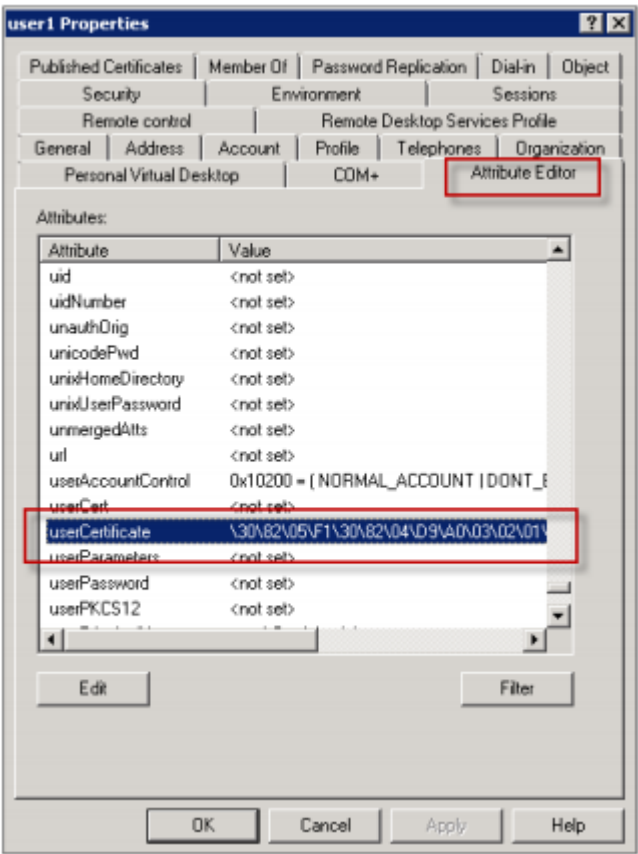 user1 Properties
Published Certificates Member Of Password Replication Dial-in Object
Security Environment Sessions
Remote control Remote Desktop Services Profile
General Address Account Profile Telephones Organization
Personal Virtual Desktop COM+ Attribute Editor
Attributes:
Attribute Value
uid <not set>
uidNumber <not set>
unauthOrig <not set>
unicodePwd <not set>
unixHomeDirectory <not set>
unixUserPassword <not set>
unmergedAtts <not set>
url <not set>
userAccountControl 0x10200 = ( NORMAL_ACCOUNT | DONT_E
userCert <not set>
userCertificate \30\82\05\F1\30\82\04\D9\A0\03\02\01\
userParameters <not set>
userPassword <not set>
userPKCS12 <not set>
Edit Filter
OK Cancel Apply Help